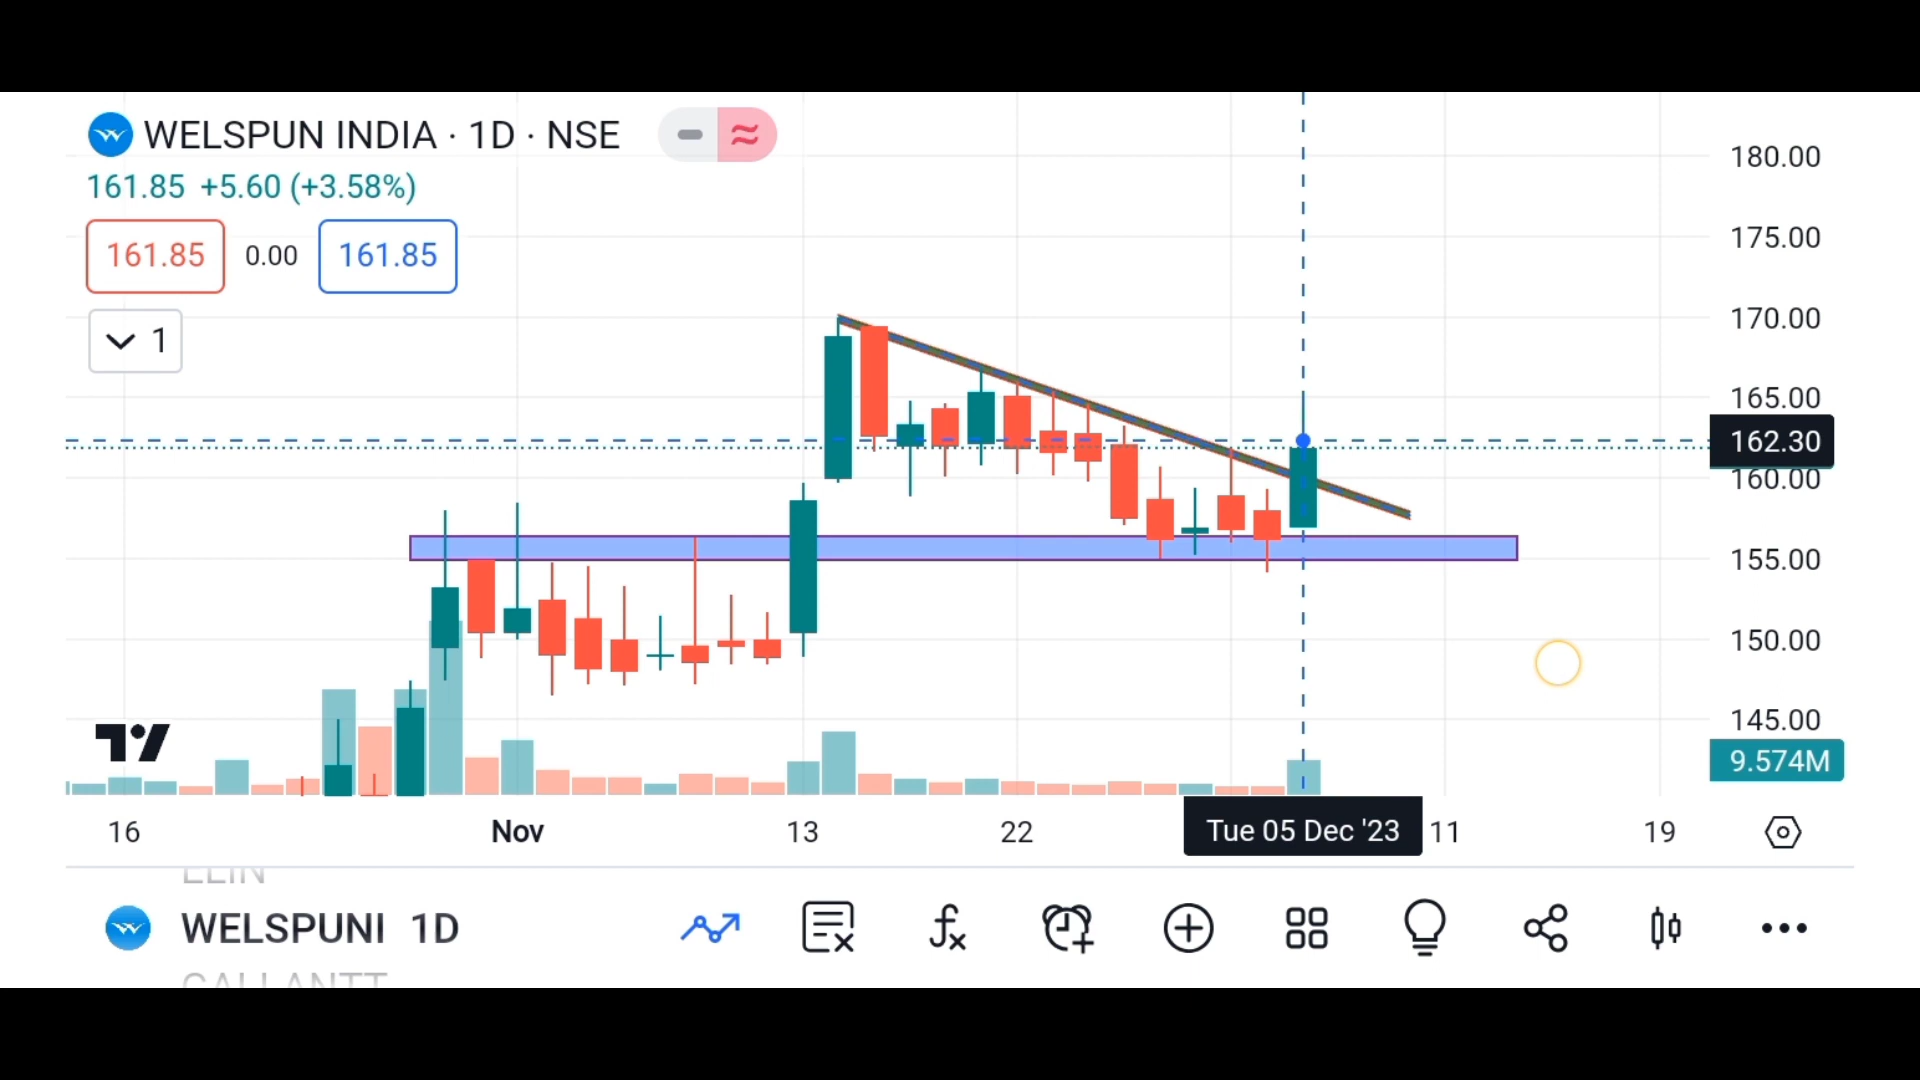 WELSPUN INDIA · 1D · NSE
161.85 +5.60 (+3.58%)
161.85 0.00 161.85
1
180.00
175.00
170.00
165.00
162.30
160.00
155.00
150.00
145.00
9.574M
16 Nov 13 22 Tue 05 Dec '23 11 19
ELIN
WELSPUNI 1D
GALLANTT